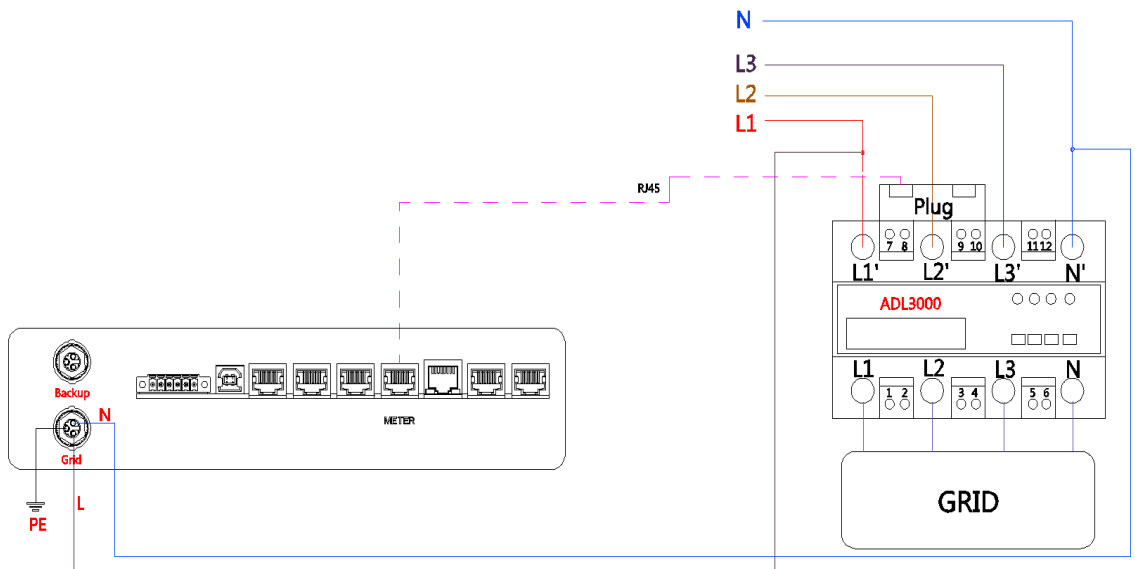 N
L3
L2
L1
RJ45
Plug
7 8 9 10 11 12
L1' L2' L3' N'
ADL3000
L1 L2 L3 N
1 2 3 4 5 6
GRID
Backup
N
Grid
METER
L
PE